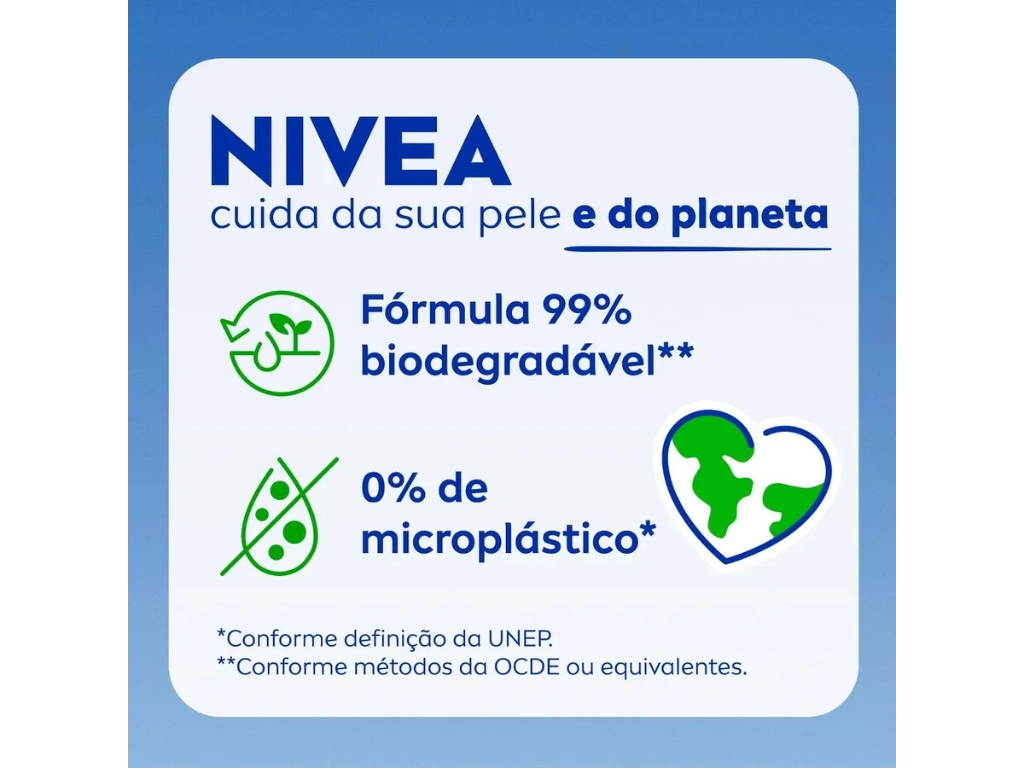 NIVEA
cuida da sua pele e do planeta
Fórmula 99%
biodegradável**
0% de
microplástico*
*Conforme definição da UNEP.
**Conforme métodos da OCDE ou equivalentes.